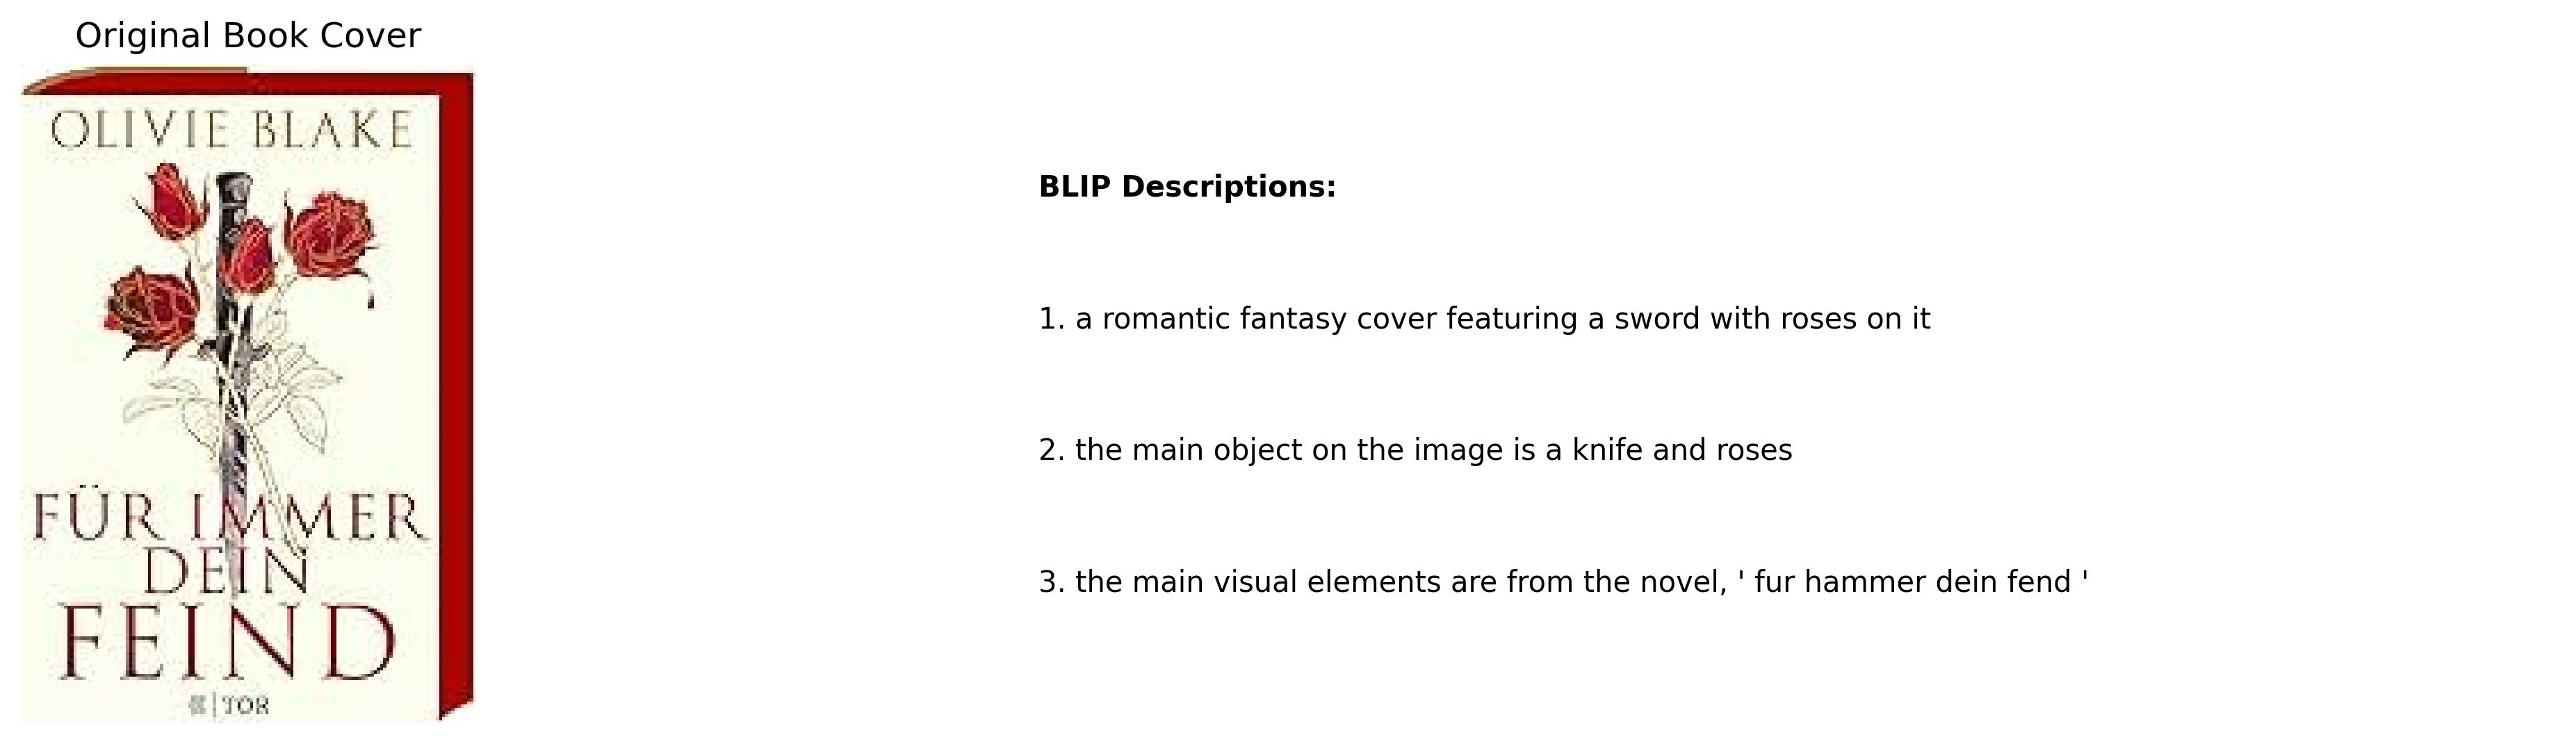 Original Book Cover
OLIVIE BLAKE
FÜR IMMER
DEIN
FEIND
TOR
BLIP Descriptions:
1. a romantic fantasy cover featuring a sword with roses on it
2. the main object on the image is a knife and roses
3. the main visual elements are from the novel, ' fur hammer dein fend '